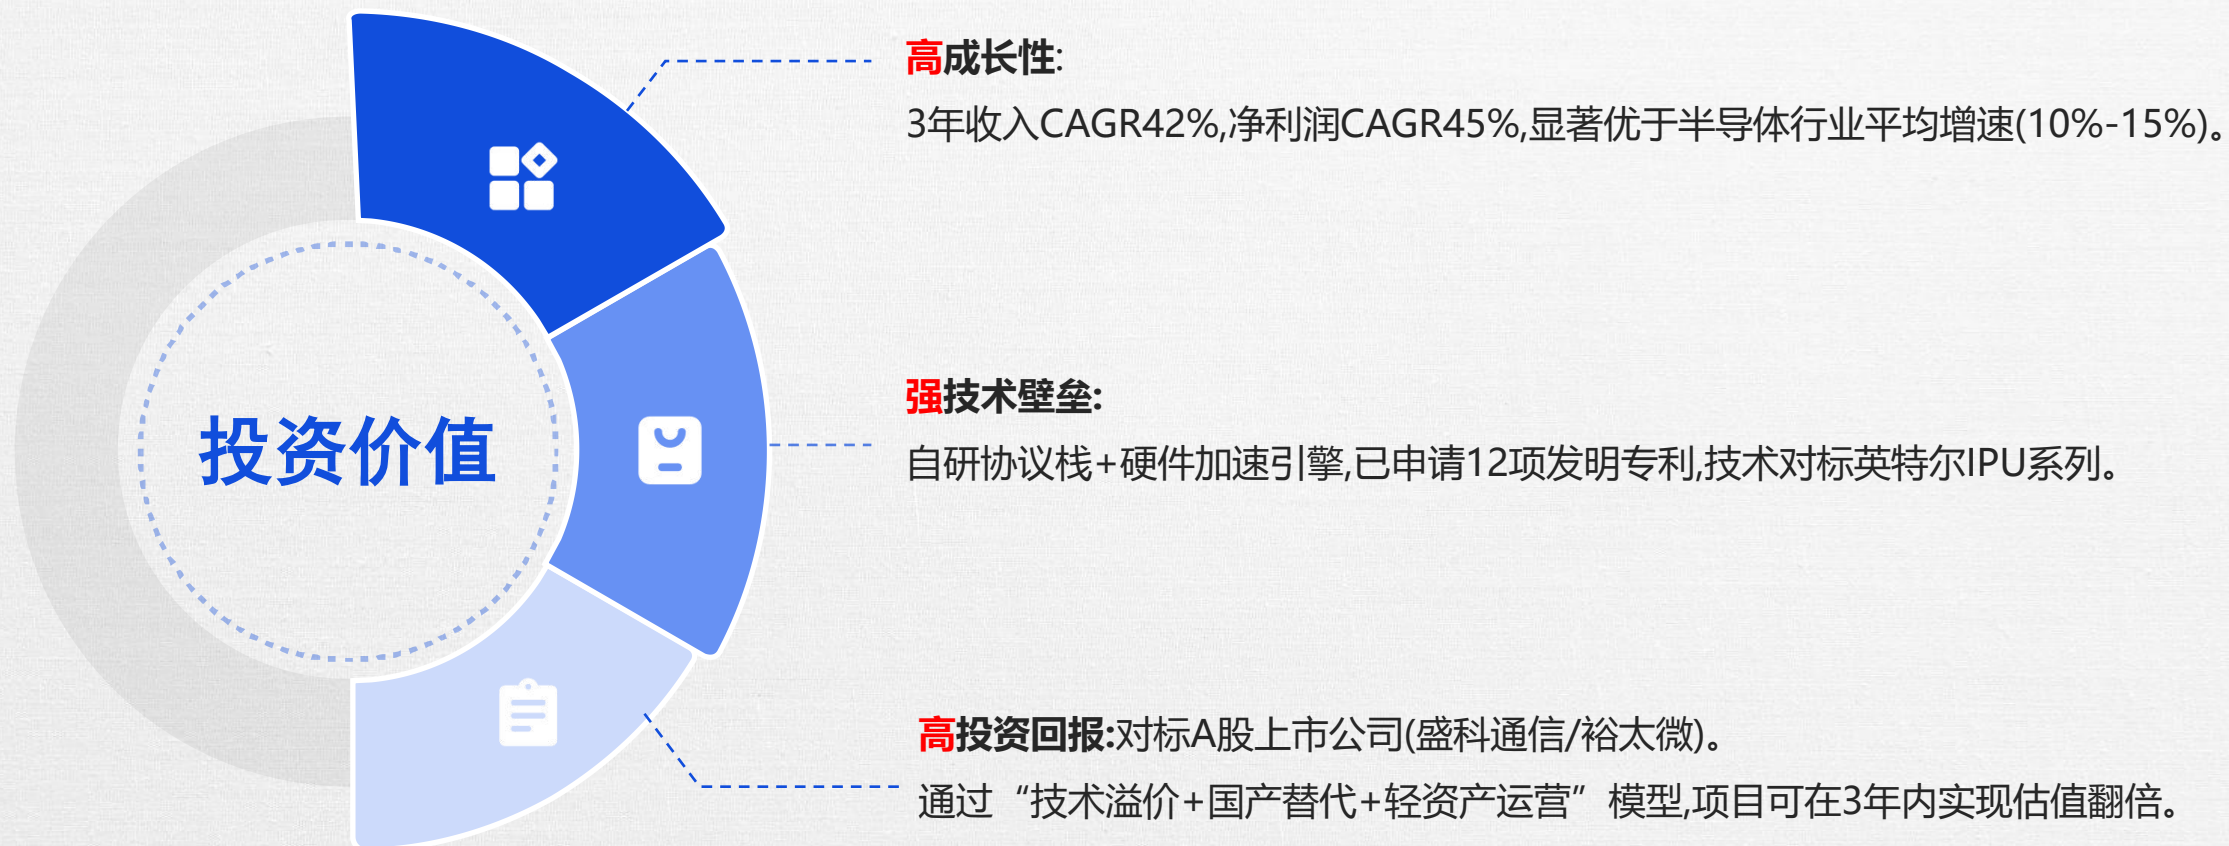 投资价值
高成长性:
3年收入CAGR42%,净利润CAGR45%,显著优于半导体行业平均增速(10%-15%)。
强技术壁垒:
自研协议栈+硬件加速引擎,已申请12项发明专利,技术对标英特尔IPU系列。
高投资回报:对标A股上市公司(盛科通信/裕太微)。
通过“技术溢价+国产替代+轻资产运营”模型,项目可在3年内实现估值翻倍。